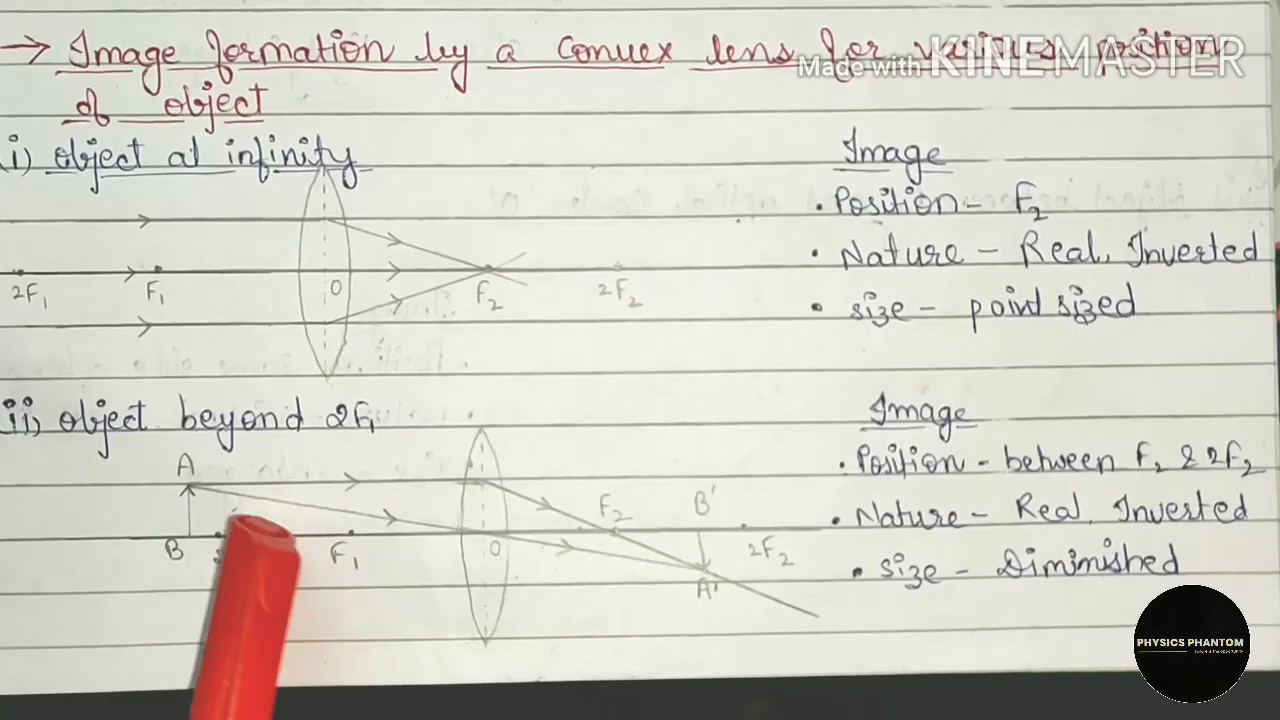 → Image formation by a convex lens for various position
Made with KINEMASTER
of object
i) object at infinity
Image
• Position - F₂
• Nature - Real, Inverted
• size - point sized
2F₁ F₁ O F₂ 2F₂
ii) object beyond 2F₁
Image
• Position - between F₂ & 2F₂
• Nature - Real, Inverted
• size - Diminished
A
F₂ B'
B F₁ O 2F₂
A'
PHYSICS PHANTOM